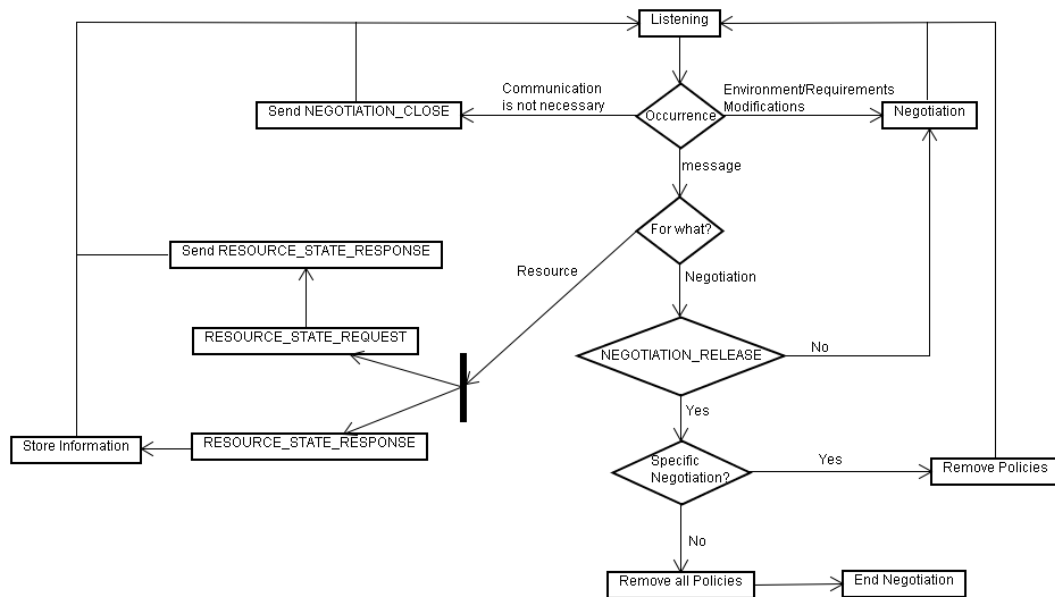 Listening
Communication
is not necessary
Environment/Requirements
Modifications
Send NEGOTIATION_CLOSE
Occurrence
Negotiation
message
For what?
Send RESOURCE_STATE_RESPONSE
Resource
Negotiation
RESOURCE_STATE_REQUEST
NEGOTIATION_RELEASE
No
Yes
RESOURCE_STATE_RESPONSE
Store Information
Specific
Negotiation?
Yes
Remove Policies
No
Remove all Policies
End Negotiation